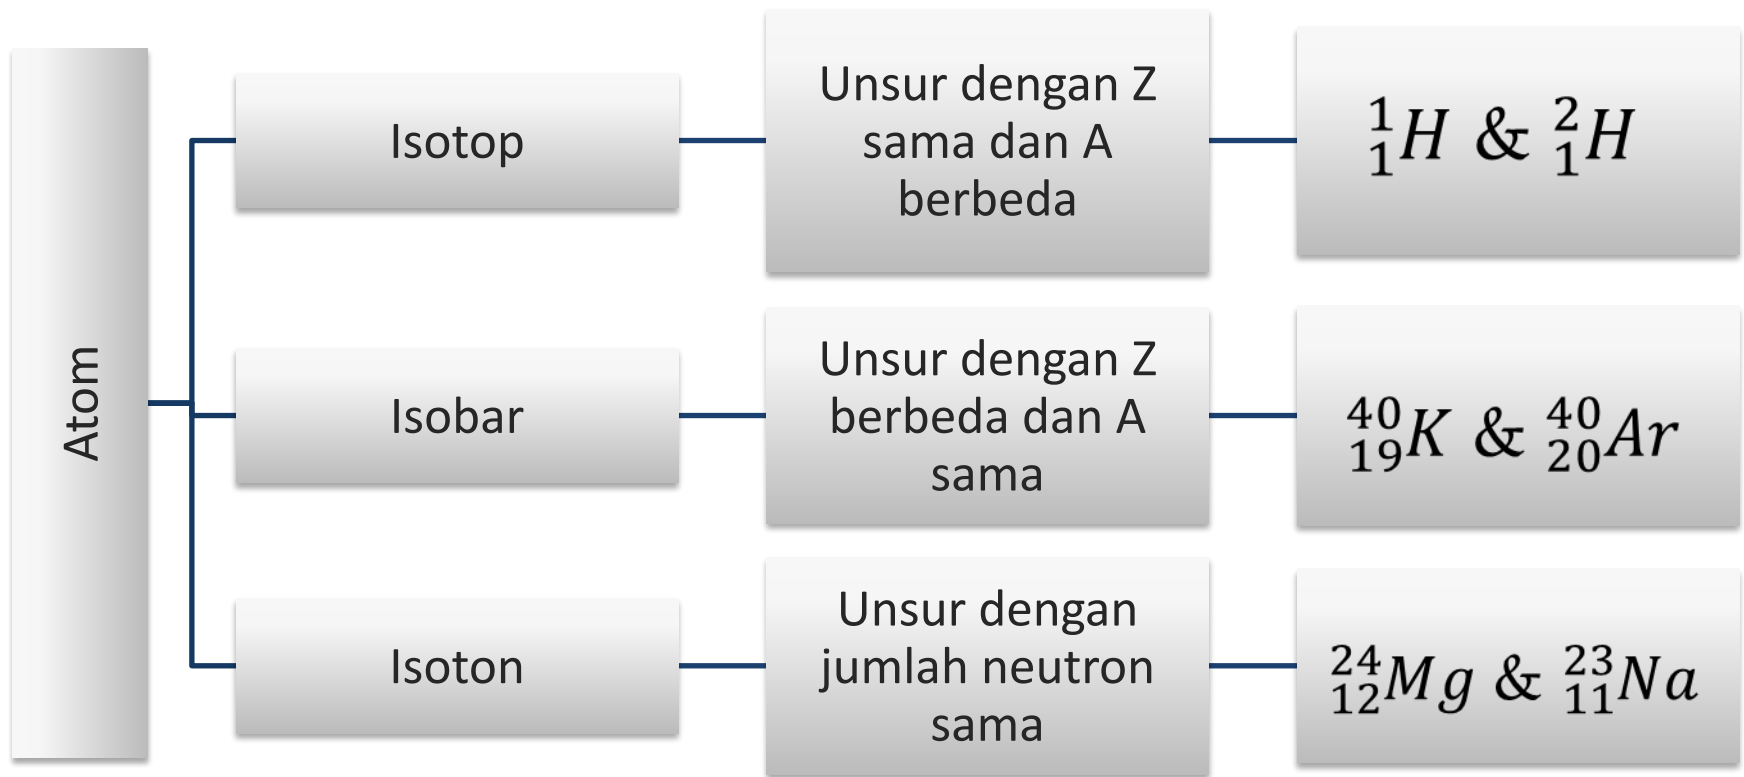 Atom
Isotop
Unsur dengan Z
sama dan A
berbeda
¹₁H & ²₁H
Isobar
Unsur dengan Z
berbeda dan A
sama
⁴⁰₁₉K & ⁴⁰₂₀Ar
Isoton
Unsur dengan
jumlah neutron
sama
²⁴₁₂Mg & ²³₁₁Na